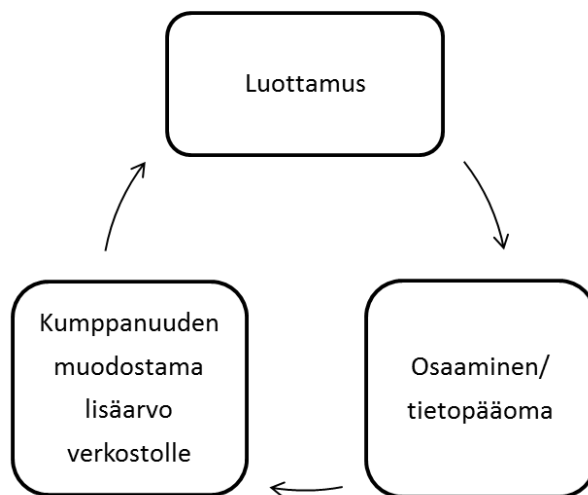 Luottamus
Kumppanuuden
muodostama
lisäarvo
verkostolle
Osaaminen/
tietopääoma